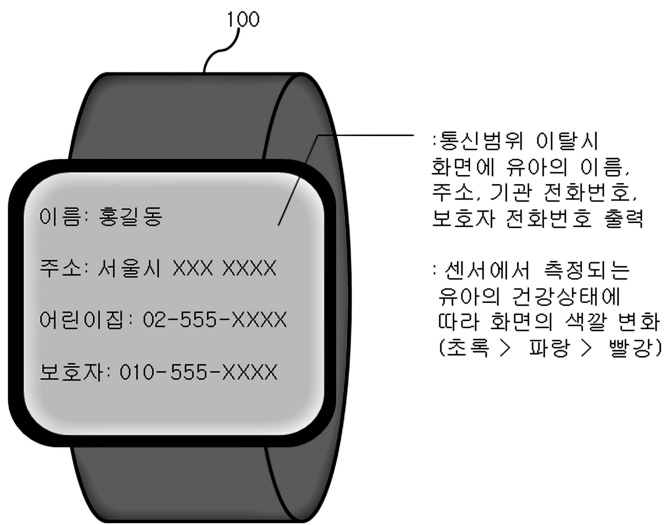 100
이름: 홍길동
주소: 서울시 XXX XXXX
어린이집: 02-555-XXXX
보호자: 010-555-XXXX
:통신범위 이탈시
화면에 유아의 이름,
주소, 기관 전화번호,
보호자 전화번호 출력
: 센서에서 측정되는
유아의 건강상태에
따라 화면의 색깔 변화
(초록 > 파랑 > 빨강)